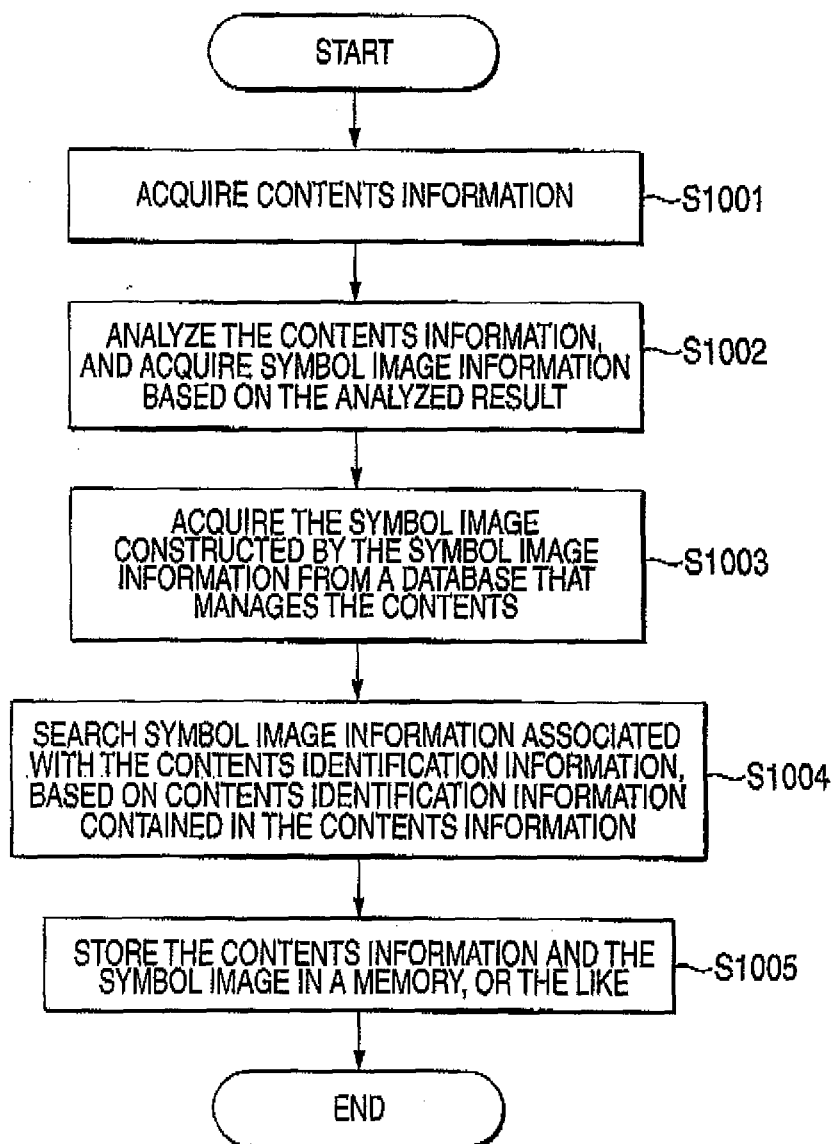 START
ACQUIRE CONTENTS INFORMATION
S1001
ANALYZE THE CONTENTS INFORMATION,
AND ACQUIRE SYMBOL IMAGE INFORMATION
BASED ON THE ANALYZED RESULT
S1002
ACQUIRE THE SYMBOL IMAGE
CONSTRUCTED BY THE SYMBOL IMAGE
INFORMATION FROM A DATABASE THAT
MANAGES THE CONTENTS
S1003
SEARCH SYMBOL IMAGE INFORMATION ASSOCIATED
WITH THE CONTENTS IDENTIFICATION INFORMATION,
BASED ON CONTENTS IDENTIFICATION INFORMATION
CONTAINED IN THE CONTENTS INFORMATION
S1004
STORE THE CONTENTS INFORMATION AND THE
SYMBOL IMAGE IN A MEMORY, OR THE LIKE
S1005
END